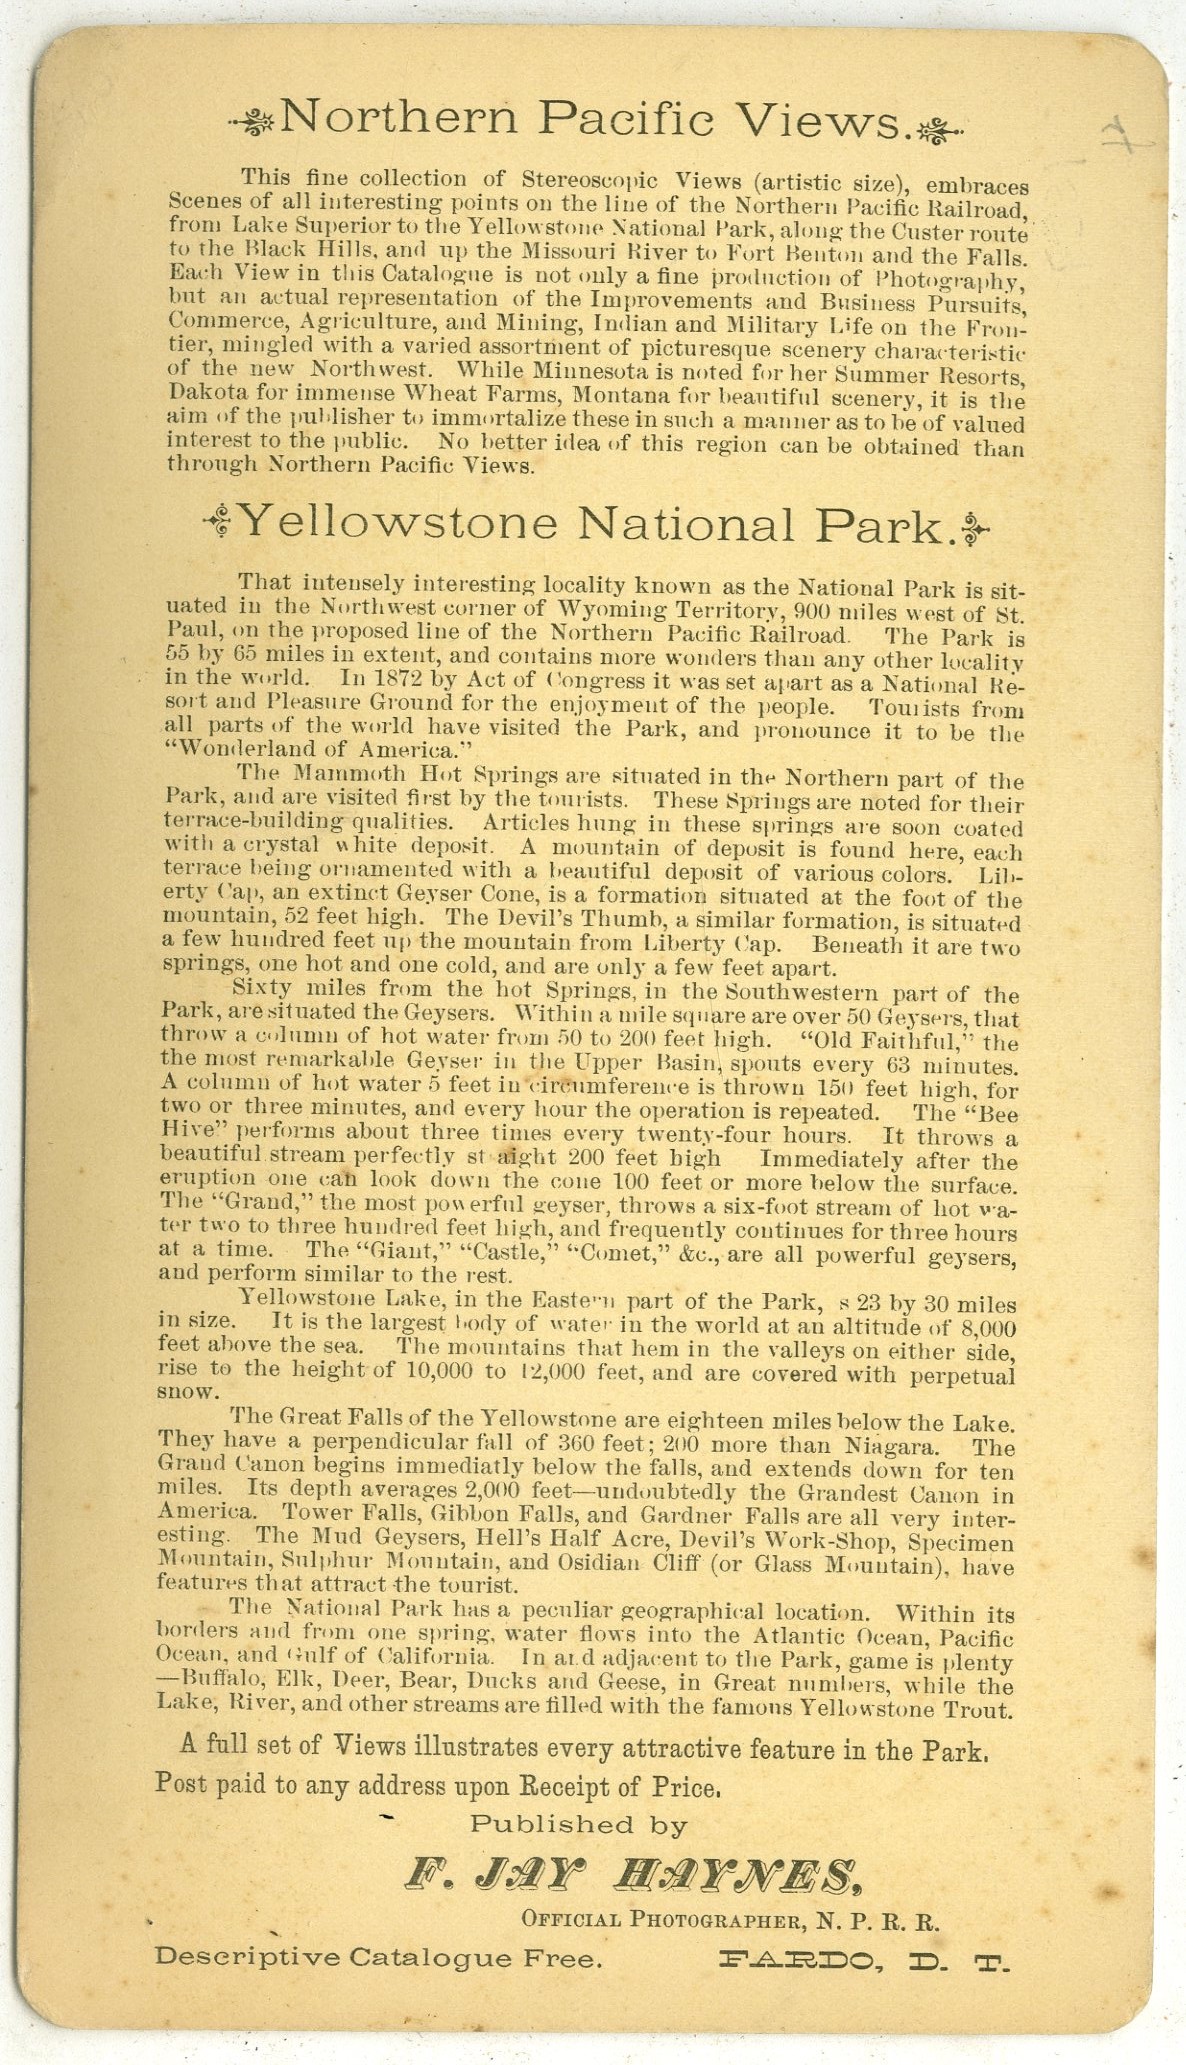 Northern Pacific Views.
This fine collection of Stereoscopic Views (artistic size), embraces
Scenes of all interesting points on the line of the Northern Pacific Railroad,
from Lake Superior to the Yellowstone National Park, along the Custer route
to the Black Hills, and up the Missouri River to Fort Benton and the Falls.
Each View in this Catalogue is not only a fine production of Photography,
but an actual representation of the Improvements and Business Pursuits,
Commerce, Agriculture, and Mining, Indian and Military Life on the Fron-
tier, mingled with a varied assortment of picturesque scenery characteristic
of the new Northwest. While Minnesota is noted for her Summer Resorts,
Dakota for immense Wheat Farms, Montana for beautiful scenery, it is the
aim of the publisher to immortalize these in such a manner as to be of valued
interest to the public. No better idea of this region can be obtained than
through Northern Pacific Views.
Yellowstone National Park.
That intensely interesting locality known as the National Park is sit-
uated in the Northwest corner of Wyoming Territory, 900 miles west of St.
Paul, on the proposed line of the Northern Pacific Railroad. The Park is
55 by 65 miles in extent, and contains more wonders than any other locality
in the world. In 1872 by Act of Congress it was set apart as a National Re-
sort and Pleasure Ground for the enjoyment of the people. Tourists from
all parts of the world have visited the Park, and pronounce it to be the
"Wonderland of America."
The Mammoth Hot Springs are situated in the Northern part of the
Park, and are visited first by the tourists. These Springs are noted for their
terrace-building qualities. Articles hung in these springs are soon coated
with a crystal white deposit. A mountain of deposit is found here, each
terrace being ornamented with a beautiful deposit of various colors. Lib-
erty Cap, an extinct Geyser Cone, is a formation situated at the foot of the
mountain, 52 feet high. The Devil's Thumb, a similar formation, is situated
a few hundred feet up the mountain from Liberty Cap. Beneath it are two
springs, one hot and one cold, and are only a few feet apart.
Sixty miles from the hot Springs, in the Southwestern part of the
Park, are situated the Geysers. Within a mile square are over 50 Geysers, that
throw a column of hot water from 50 to 200 feet high. "Old Faithful," the
the most remarkable Geyser in the Upper Basin, spouts every 63 minutes.
A column of hot water 5 feet in circumference is thrown 150 feet high, for
two or three minutes, and every hour the operation is repeated. The "Bee
Hive" performs about three times every twenty-four hours. It throws a
beautiful stream perfectly st aight 200 feet high Immediately after the
eruption one can look down the cone 100 feet or more below the surface.
The "Grand," the most powerful geyser, throws a six-foot stream of hot wa-
ter two to three hundred feet high, and frequently continues for three hours
at a time. The "Giant," "Castle," "Comet," &c., are all powerful geysers,
and perform similar to the rest.
Yellowstone Lake, in the Eastern part of the Park, s 23 by 30 miles
in size. It is the largest body of water in the world at an altitude of 8,000
feet above the sea. The mountains that hem in the valleys on either side,
rise to the height of 10,000 to 12,000 feet, and are covered with perpetual
snow.
The Great Falls of the Yellowstone are eighteen miles below the Lake.
They have a perpendicular fall of 360 feet; 200 more than Niagara. The
Grand Canon begins immediatly below the falls, and extends down for ten
miles. Its depth averages 2,000 feet—undoubtedly the Grandest Canon in
America. Tower Falls, Gibbon Falls, and Gardner Falls are all very inter-
esting. The Mud Geysers, Hell's Half Acre, Devil's Work-Shop, Specimen
Mountain, Sulphur Mountain, and Osidian Cliff (or Glass Mountain), have
features that attract the tourist.
The National Park has a peculiar geographical location. Within its
borders and from one spring, water flows into the Atlantic Ocean, Pacific
Ocean, and Gulf of California. In and adjacent to the Park, game is plenty
—Buffalo, Elk, Deer, Bear, Ducks and Geese, in Great numbers, while the
Lake, River, and other streams are filled with the famous Yellowstone Trout.
A full set of Views illustrates every attractive feature in the Park.
Post paid to any address upon Receipt of Price.
Published by
F. JAY HAYNES,
OFFICIAL PHOTOGRAPHER, N. P. R. R.
Descriptive Catalogue Free. FARDO, D. T.